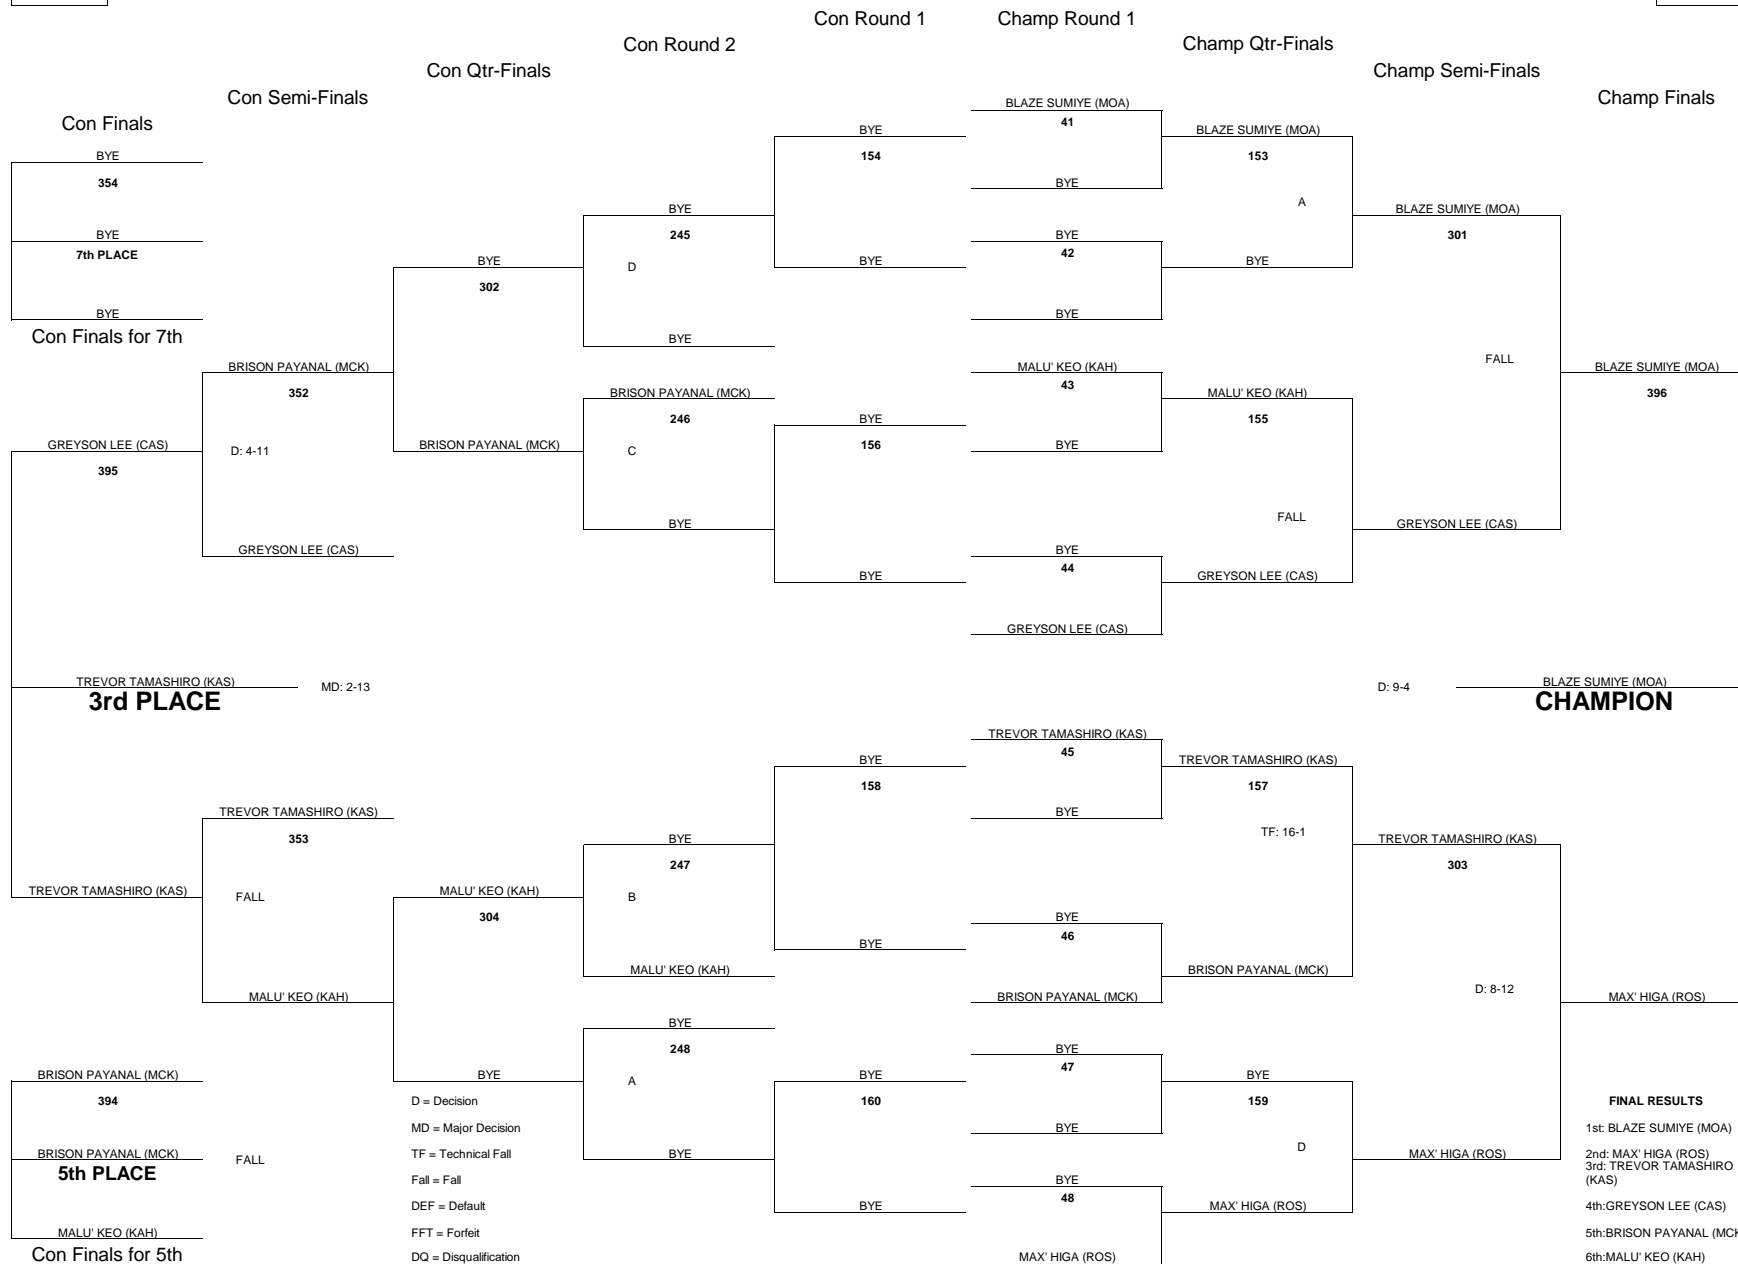 Con Round 1
Champ Round 1
Con Round 2
Champ Qtr-Finals
Con Qtr-Finals
Champ Semi-Finals
Con Semi-Finals
Champ Finals
Con Finals
BLAZE SUMIYE (MOA)
41
BYE
BLAZE SUMIYE (MOA)
BYE
154
153
354
BYE
A
BYE
BLAZE SUMIYE (MOA)
BYE
BYE
245
301
7th PLACE
42
BYE
D
BYE
BYE
302
BYE
BYE
Con Finals for 7th
BYE
FALL
BRISON PAYANAL (MCK)
MALU' KEO (KAH)
BLAZE SUMIYE (MOA)
352
BRISON PAYANAL (MCK)
43
MALU' KEO (KAH)
396
246
BYE
155
GREYSON LEE (CAS)
D: 4-11
BRISON PAYANAL (MCK)
C
156
BYE
395
FALL
BYE
GREYSON LEE (CAS)
GREYSON LEE (CAS)
BYE
44
BYE
GREYSON LEE (CAS)
GREYSON LEE (CAS)
TREVOR TAMASHIRO (KAS)
MD: 2-13
D: 9-4
BLAZE SUMIYE (MOA)
3rd PLACE
CHAMPION
TREVOR TAMASHIRO (KAS)
45
BYE
TREVOR TAMASHIRO (KAS)
158
157
TREVOR TAMASHIRO (KAS)
BYE
353
BYE
TF: 16-1
TREVOR TAMASHIRO (KAS)
247
303
TREVOR TAMASHIRO (KAS)
FALL
MALU' KEO (KAH)
B
304
BYE
46
BYE
MALU' KEO (KAH)
BRISON PAYANAL (MCK)
D: 8-12
MALU' KEO (KAH)
BRISON PAYANAL (MCK)
MAX' HIGA (ROS)
BYE
248
BYE
47
BRISON PAYANAL (MCK)
BYE
A
BYE
BYE
394
D = Decision
160
159
FINAL RESULTS
MD = Major Decision
BYE
1st: BLAZE SUMIYE (MOA)
D
BRISON PAYANAL (MCK)
FALL
TF = Technical Fall
BYE
MAX' HIGA (ROS)
2nd: MAX' HIGA (ROS)
5th PLACE
3rd: TREVOR TAMASHIRO
(KAS)
Fall = Fall
BYE
48
DEF = Default
BYE
MAX' HIGA (ROS)
4th:GREYSON LEE (CAS)
MALU' KEO (KAH)
FFT = Forfeit
5th:BRISON PAYANAL (MCK
Con Finals for 5th
DQ = Disqualification
MAX' HIGA (ROS)
6th:MALU' KEO (KAH)